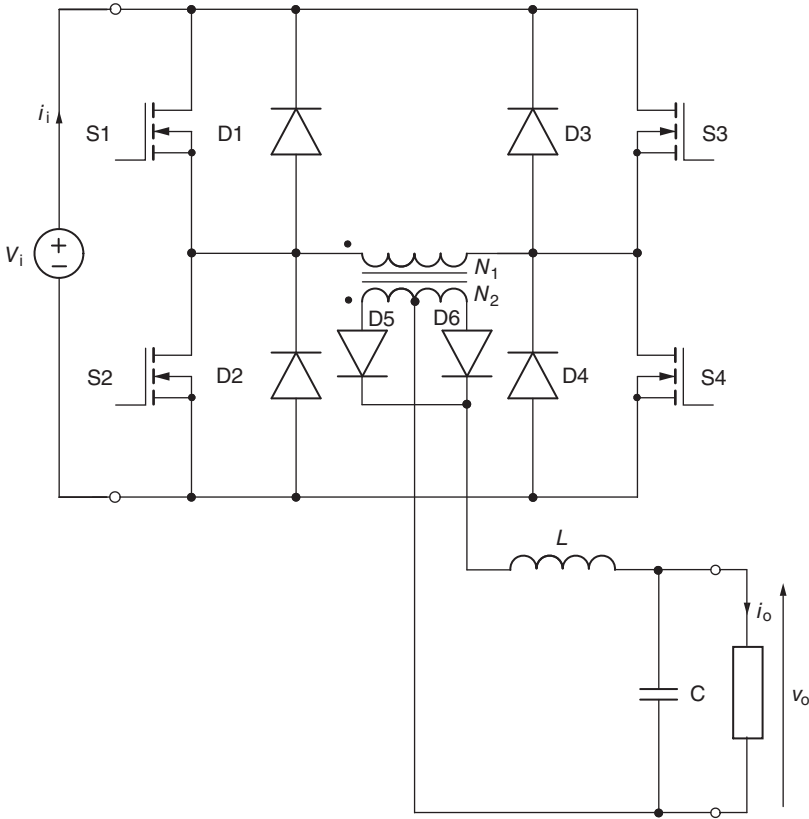 i_i
S1
D1
D3
S3
V_i
+
−
N_1
N_2
D5
D6
S2
D2
D4
S4
L
i_o
C
v_o